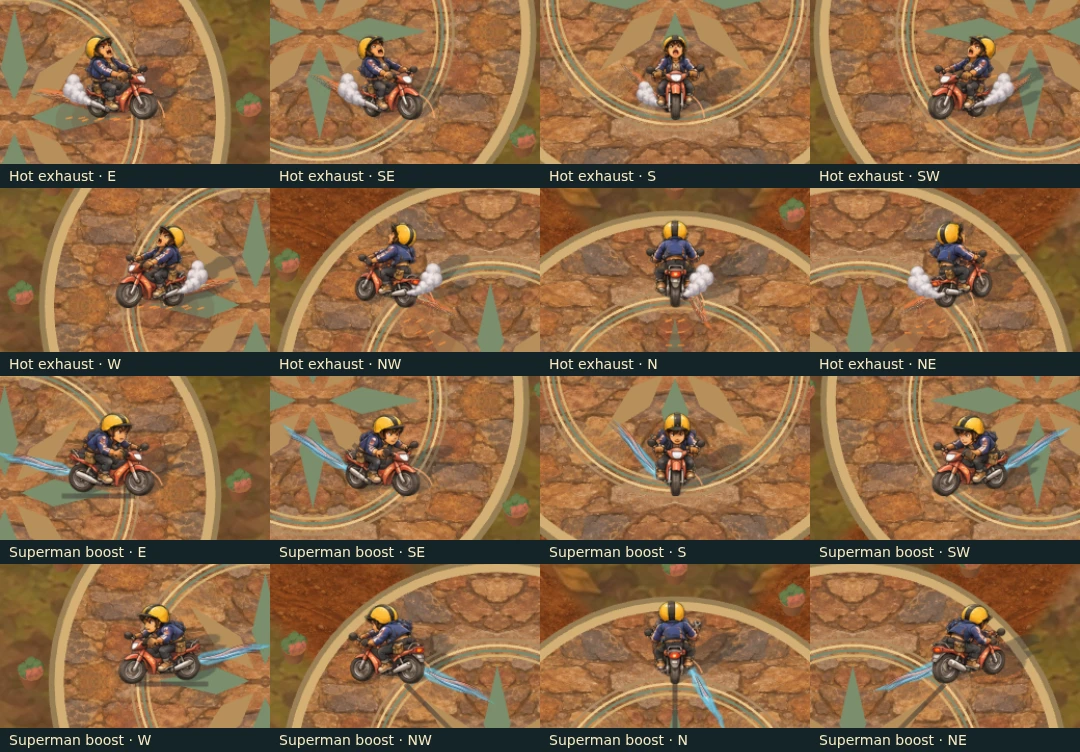 Hot exhaust · E
Hot exhaust · SE
Hot exhaust · S
Hot exhaust · SW
Hot exhaust · W
Hot exhaust · NW
Hot exhaust · N
Hot exhaust · NE
Superman boost · E
Superman boost · SE
Superman boost · S
Superman boost · SW
Superman boost · W
Superman boost · NW
Superman boost · N
Superman boost · NE